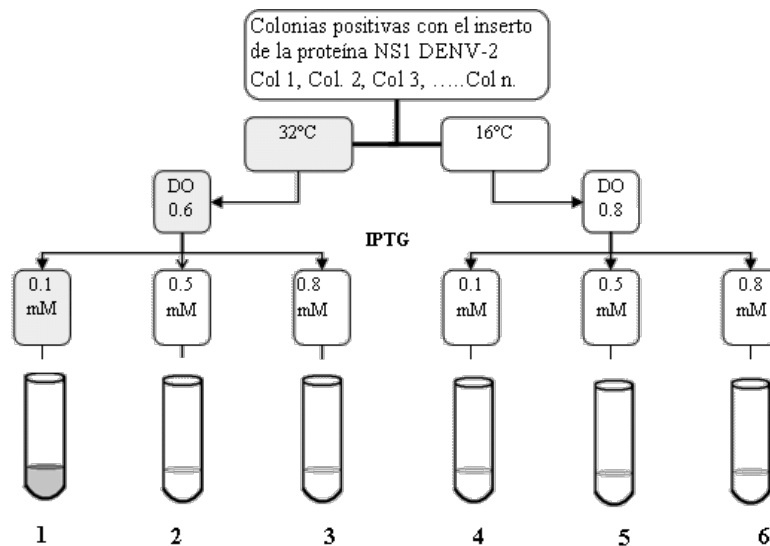 Colonias positivas con el inserto
de la proteína NS1 DENV-2
Col 1, Col. 2, Col 3, .....Col n.
32°C
16°C
DO
0.6
DO
0.8
IPTG
0.1
mM
0.5
mM
0.8
mM
0.1
mM
0.5
mM
0.8
mM
1
2
3
4
5
6